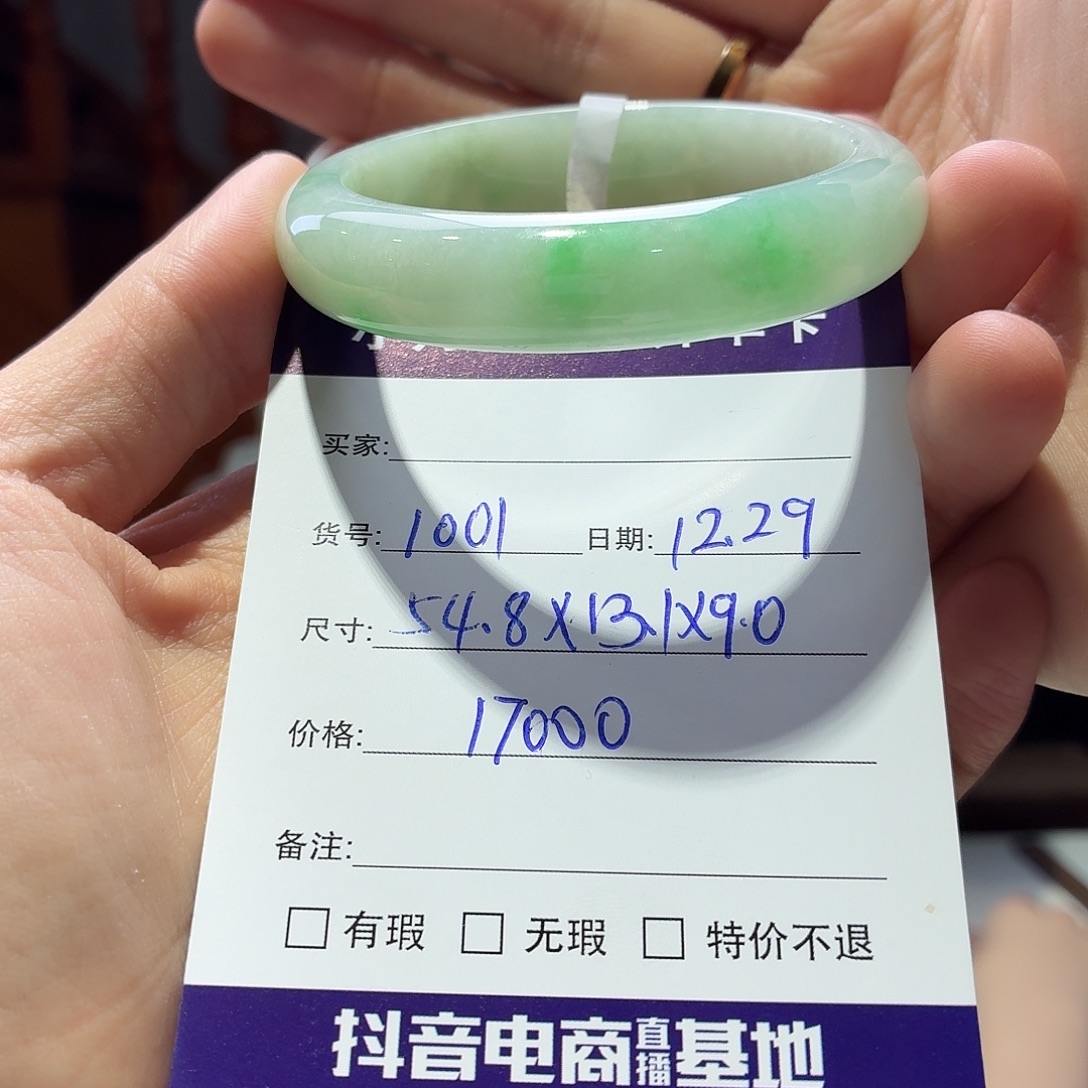 买家:
货号: 1001 日期: 12.29
尺寸: 54.8X13.1X9.0
价格: 17000
备注:
有瑕 无瑕 特价不退
抖音电商直播基地